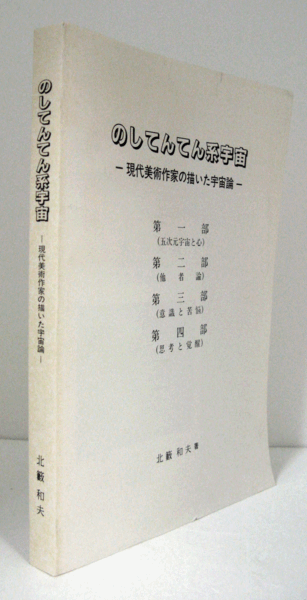 のしてんてん系宇宙
－現代美術作家の描いた宇宙論－
第一部
(五次元宇宙と心)
第二部
(他者論)
第三部
(意識と苦悩)
第四部
(思考と覚醒)
北籔和夫著
のしてんてん系宇宙
－現代美術作家の描いた宇宙論－
北籔和夫